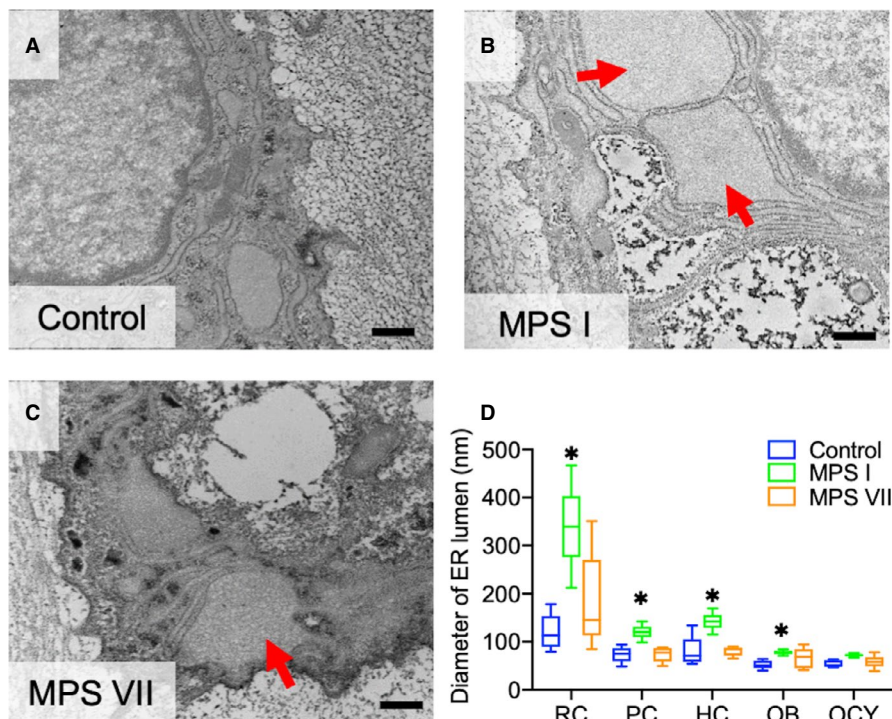 A
Control
B
MPS I
C
MPS VII
D
Diameter of ER lumen (nm)
500
400
300
200
100
0
*
*
*
*
Control
MPS I
MPS VII
RC
PC
HC
OB
OCY